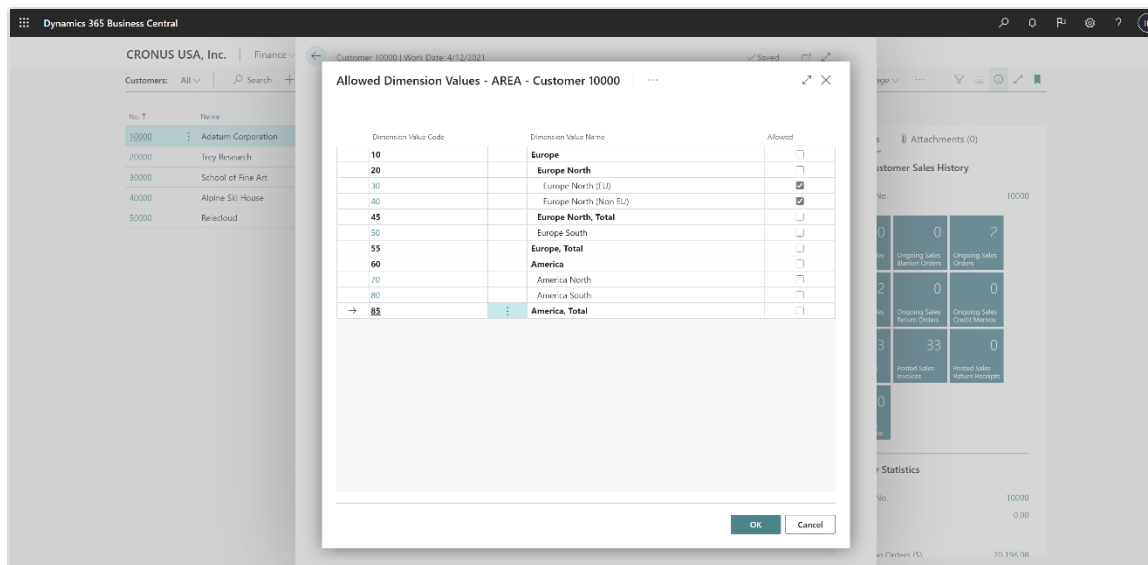 Dynamics 365 Business Central
CRONUS USA, Inc.
Finance
Customer 10000 | Work Date: 4/12/2021
Saved
Customers: All Search
Attachments (0)
No. ↑ Name
10000 Adatum Corporation
20000 Trey Research
30000 School of Fine Art
40000 Alpine Ski House
50000 Relecloud
Allowed Dimension Values - AREA - Customer 10000
Dimension Value Code Dimension Value Name Allowed
10 Europe
20 Europe North
30 Europe North (EU)
40 Europe North (Non EU)
45 Europe North, Total
50 Europe South
55 Europe, Total
60 America
70 America North
80 America South
85 America, Total
OK Cancel
Sales History
No. 10000
0 0 2
Ongoing Sales Blanket Orders
Ongoing Sales Orders
2 0 0
Ongoing Sales Return Orders
Ongoing Sales Credit Memos
3 33 0
Posted Sales Invoices
Posted Sales Return Receipts
0
Statistics
No. 10000
0.00
Orders ($) 20,196.08